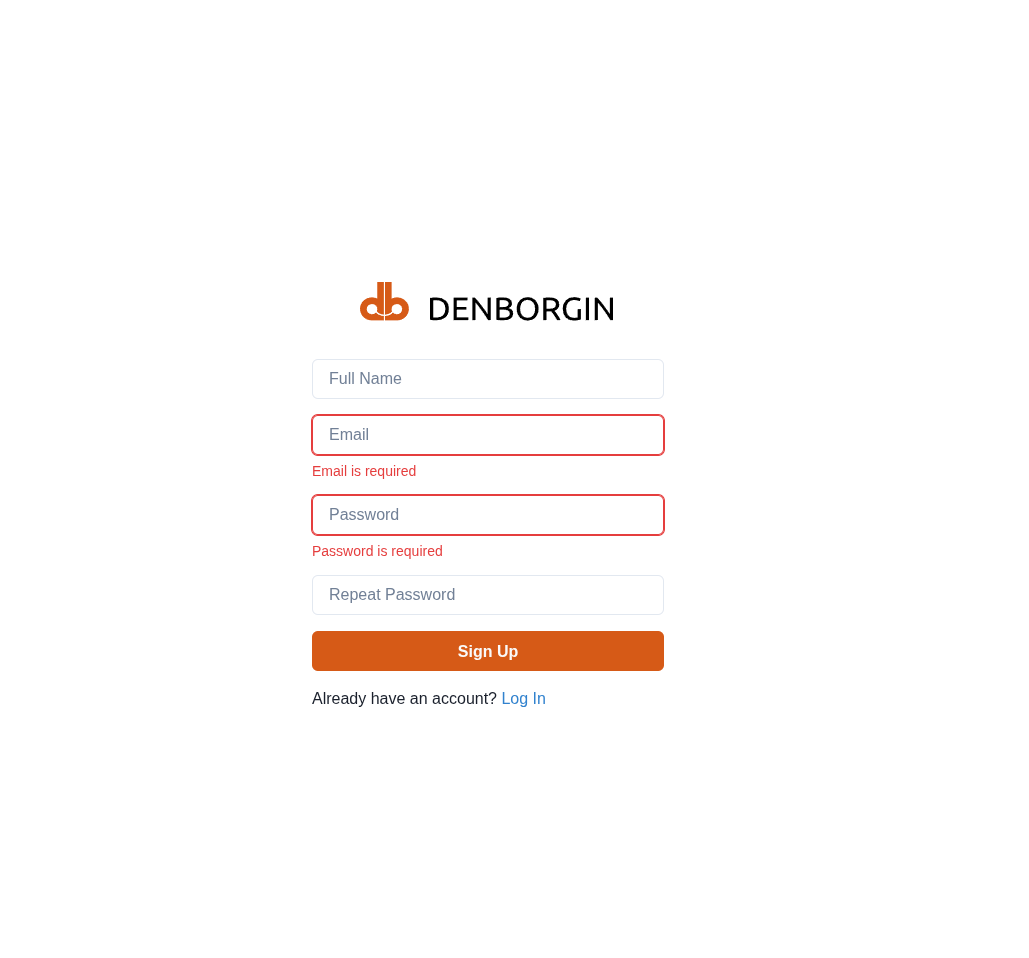 DENBORGIN
Full Name
Email
Email is required
Password
Password is required
Repeat Password
Sign Up
Already have an account? Log In